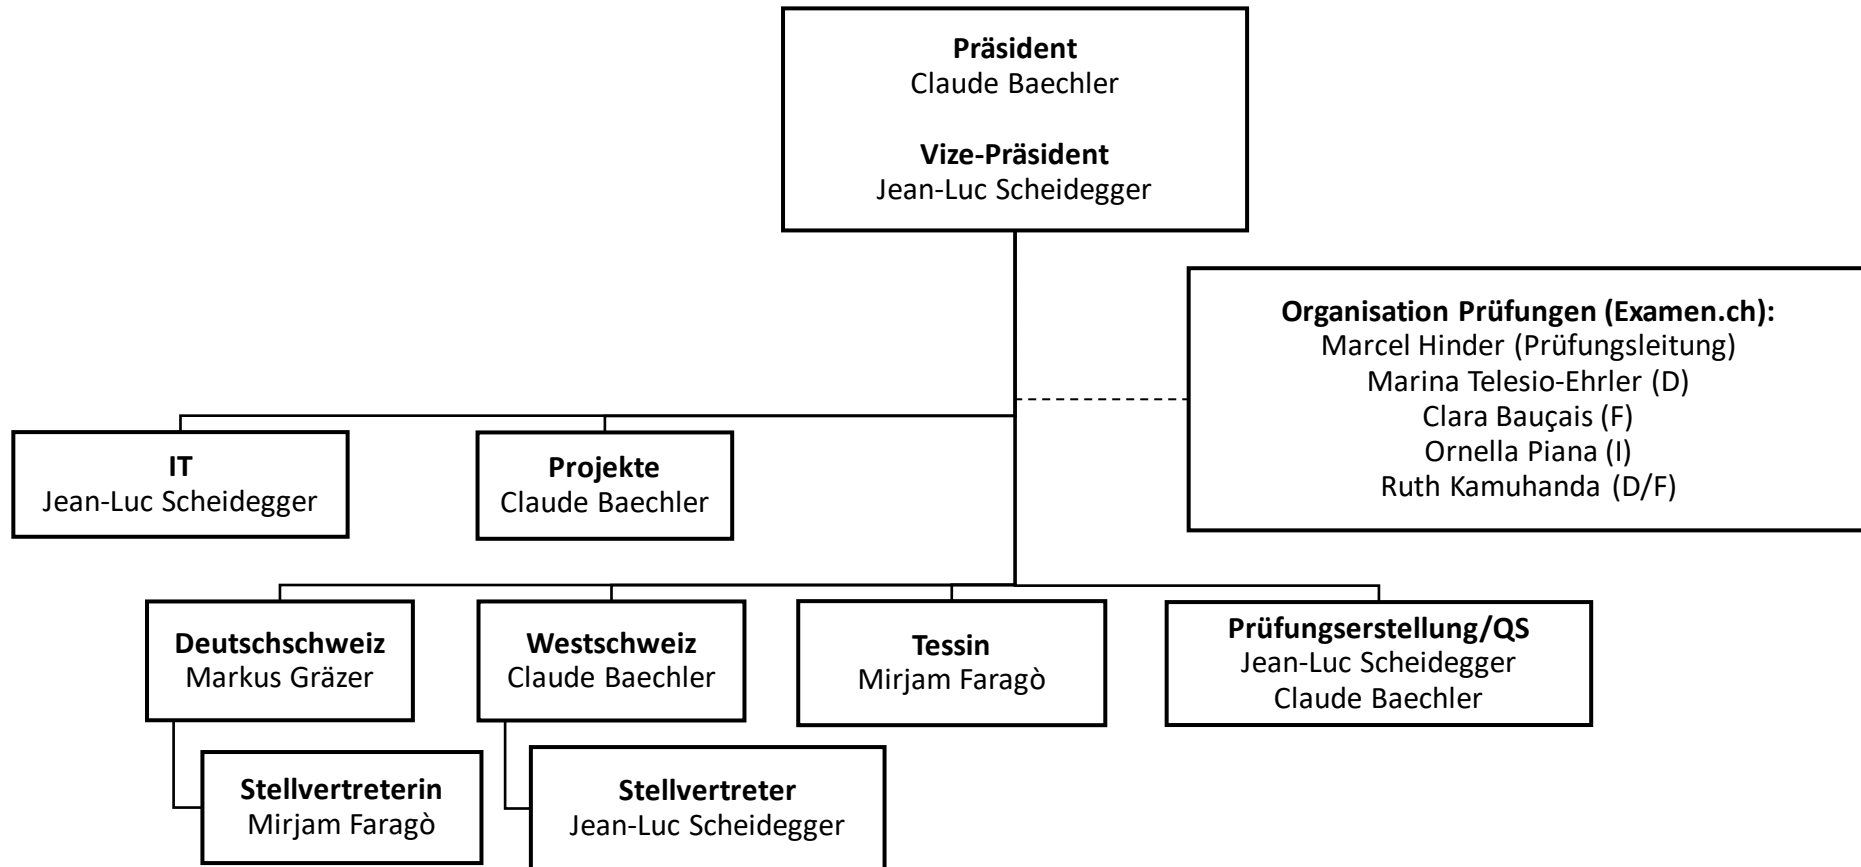 Präsident
Claude Baechler
Vize-Präsident
Jean-Luc Scheidegger
Organisation Prüfungen (Examen.ch):
Marcel Hinder (Prüfungsleitung)
Marina Telesio-Ehrler (D)
Clara Bauçais (F)
Ornella Piana (I)
Ruth Kamuhanda (D/F)
IT
Jean-Luc Scheidegger
Projekte
Claude Baechler
Deutschschweiz
Markus Gräzer
Westschweiz
Claude Baechler
Tessin
Mirjam Faragò
Prüfungserstellung/QS
Jean-Luc Scheidegger
Claude Baechler
Stellvertreterin
Mirjam Faragò
Stellvertreter
Jean-Luc Scheidegger